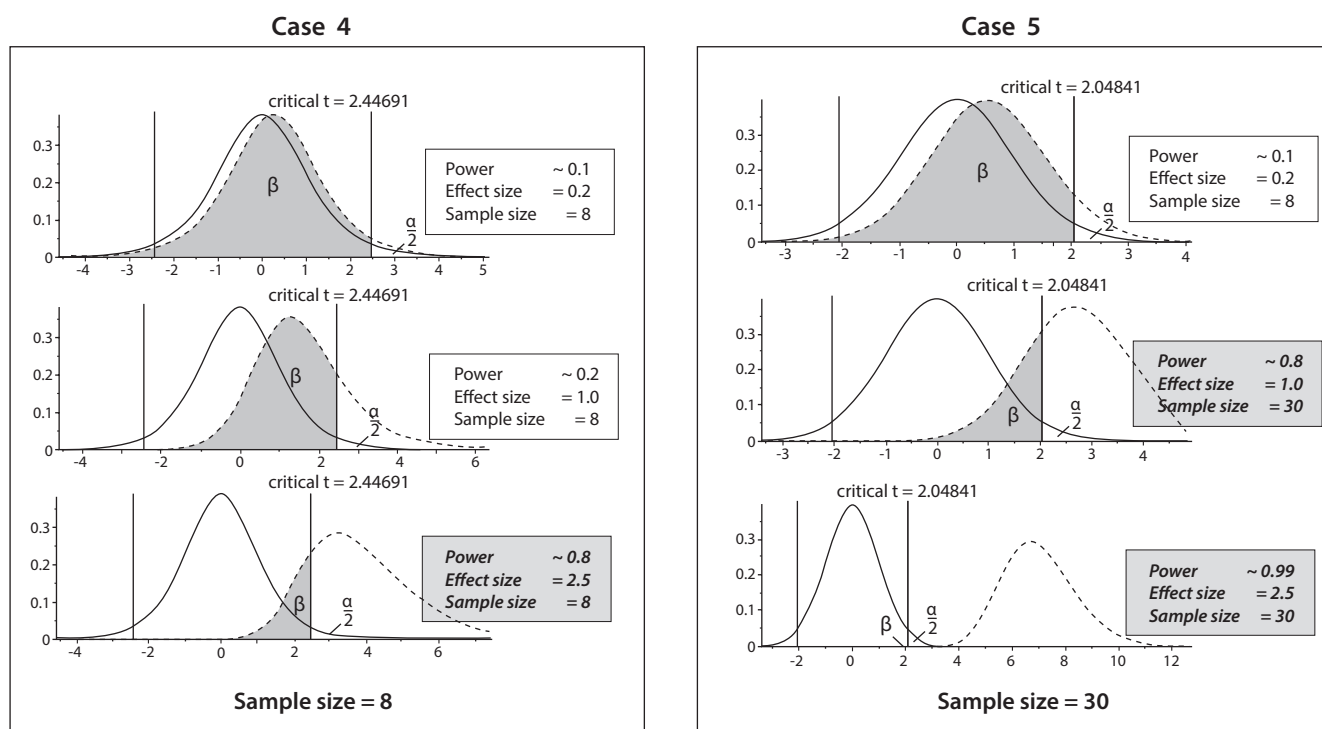 Case 4
critical t = 2.44691
0.3
0.2
0.1
0
-4 -3 -2 -1 0 1 2 3 4 5
β
α
2
Power ~ 0.1
Effect size = 0.2
Sample size = 8
critical t = 2.44691
0.3
0.2
0.1
0
-4 -2 0 2 4 6
β
α
2
Power ~ 0.2
Effect size = 1.0
Sample size = 8
critical t = 2.44691
0.3
0.2
0.1
0
-4 -2 0 2 4 6
β
α
2
Power ~ 0.8
Effect size = 2.5
Sample size = 8
Sample size = 8
Case 5
critical t = 2.04841
0.3
0.2
0.1
0
-3 -2 -1 0 1 2 3 4
β
α
2
Power ~ 0.1
Effect size = 0.2
Sample size = 8
critical t = 2.04841
0.3
0.2
0.1
0
-3 -2 -1 0 1 2 3 4
β
α
2
Power ~ 0.8
Effect size = 1.0
Sample size = 30
critical t = 2.04841
0.3
0.2
0.1
0
-2 0 2 4 6 8 10 12
β
α
2
Power ~ 0.99
Effect size = 2.5
Sample size = 30
Sample size = 30